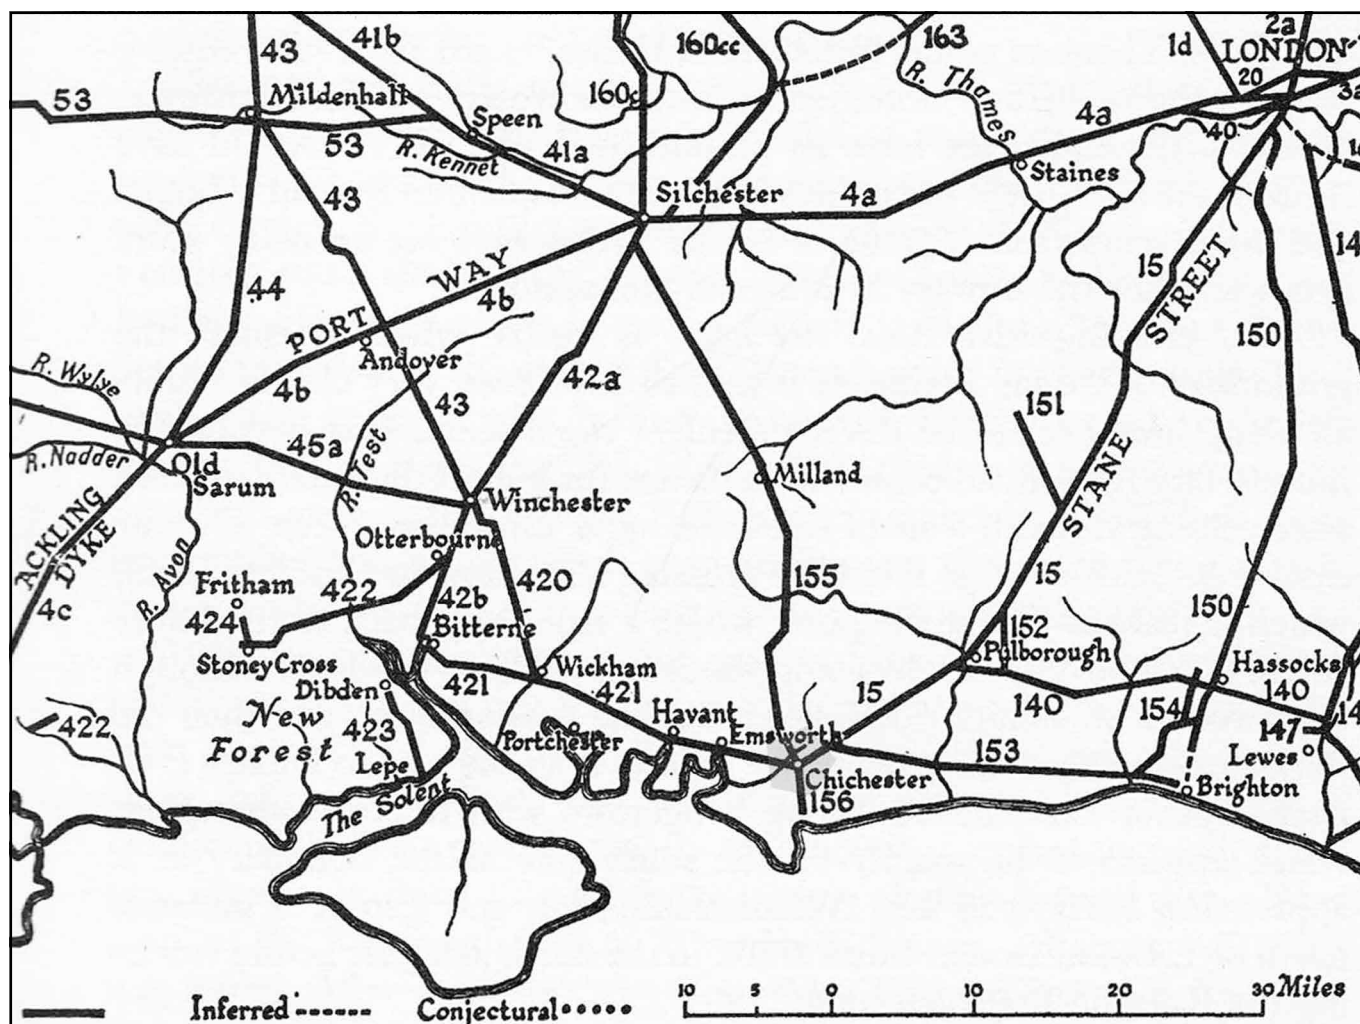 43
41b
160cc
163
1d
2a
LONDON
20
3a
53
Mildenhall
160g
R. Thames
4a
40
Speen
53
R. Kennet
41a
Staines
43
Silchester
4a
15
STREET
44
PORT WAY
4b
150
R. Wylye
Andover
4b
42a
43
151
R. Nadder
45a
R. Test
Old
Sarum
Milland
STANE
Winchester
ACKLING
DYKE
Otterbourne
R. Avon
4c
Fritham
422
42b
420
155
15
150
424
Bitterne
152
Pulborough
Stoney Cross
Wickham
Hassocks
421
421
15
140
140
Dibden
New
Forest
422
423
Havant
Emsworth
154
147
Portchester
153
Lewes
Lepe
Chichester
Brighton
The Solent
156
Inferred
Conjectural
10 5 0 10 20 30 Miles